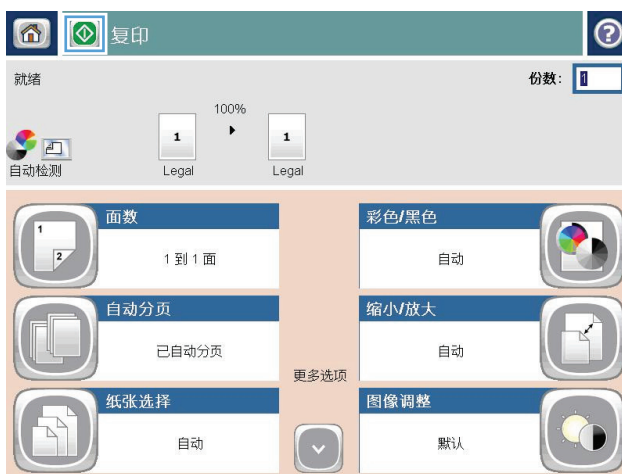 复印
就绪
份数: 1
100%
1
1
自动检测
Legal
Legal
面数
1
2
1 到 1 面
彩色/黑色
自动
自动分页
已自动分页
缩小/放大
自动
更多选项
纸张选择
自动
图像调整
默认